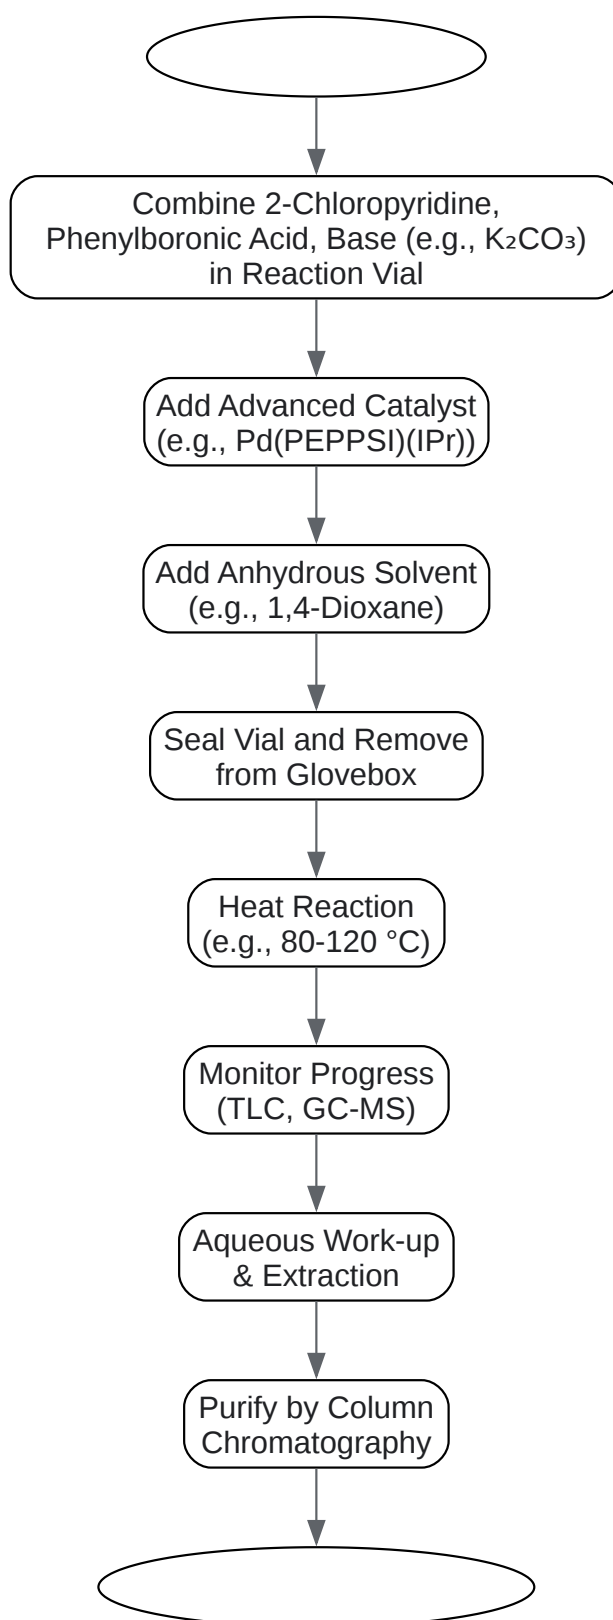 Combine 2-Chloropyridine,
Phenylboronic Acid, Base (e.g., K₂CO₃)
in Reaction Vial
Add Advanced Catalyst
(e.g., Pd(PEPPSI)(IPr))
Add Anhydrous Solvent
(e.g., 1,4-Dioxane)
Seal Vial and Remove
from Glovebox
Heat Reaction
(e.g., 80-120 °C)
Monitor Progress
(TLC, GC-MS)
Aqueous Work-up
& Extraction
Purify by Column
Chromatography